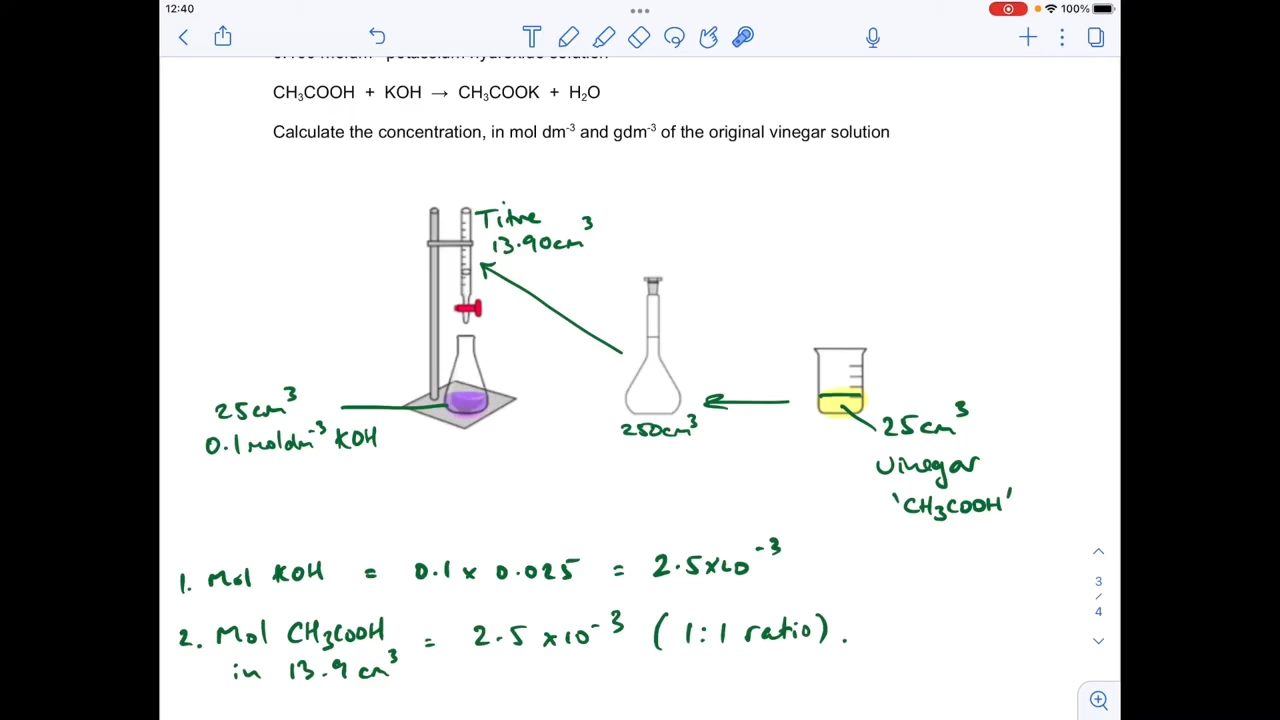 12:40
100%
CH₃COOH + KOH → CH₃COOK + H₂O
Calculate the concentration, in mol dm⁻³ and gdm⁻³ of the original vinegar solution
Titre
13.90cm³
25cm³
0.1 moldm⁻³ KOH
250cm³
25cm³
Vinegar
'CH₃COOH'
1. Mol KOH = 0.1 x 0.025 = 2.5x10⁻³
2. Mol CH₃COOH = 2.5 x10⁻³ (1:1 ratio).
in 13.9 cm³
3
/
4